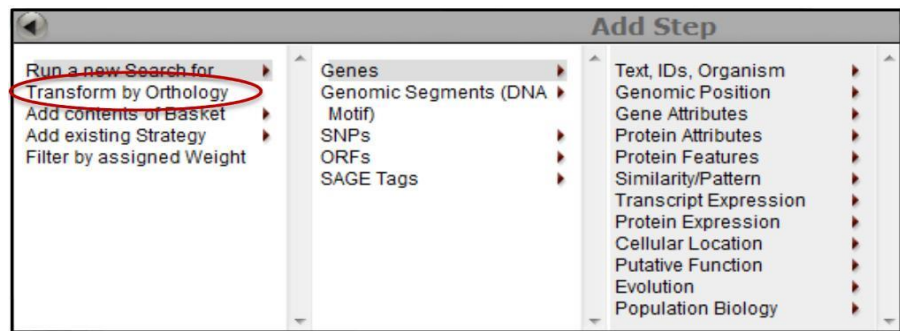 Add Step
Run a new Search for
Transform by Orthology
Add contents of Basket
Add existing Strategy
Filter by assigned Weight
Genes
Genomic Segments (DNA
Motif)
SNPs
ORFs
SAGE Tags
Text, IDs, Organism
Genomic Position
Gene Attributes
Protein Attributes
Protein Features
Similarity/Pattern
Transcript Expression
Protein Expression
Cellular Location
Putative Function
Evolution
Population Biology